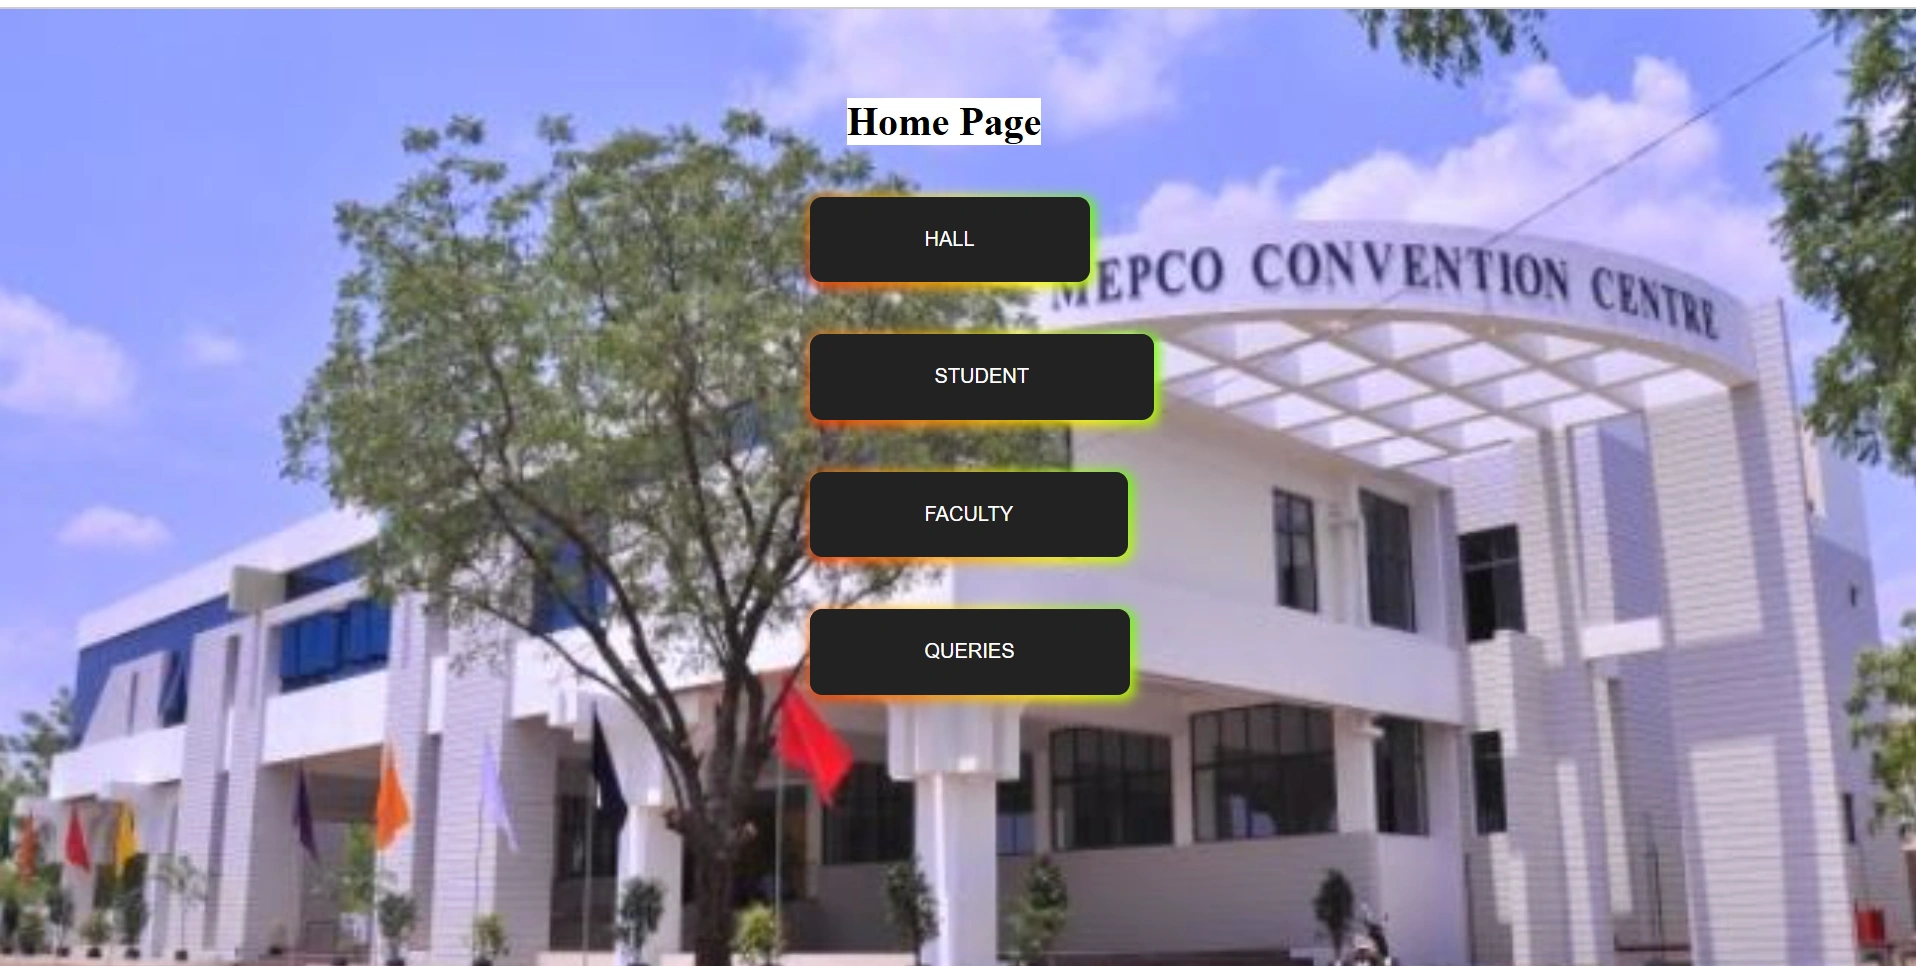 Home Page
HALL
MEPCO CONVENTION CENTRE
STUDENT
FACULTY
QUERIES